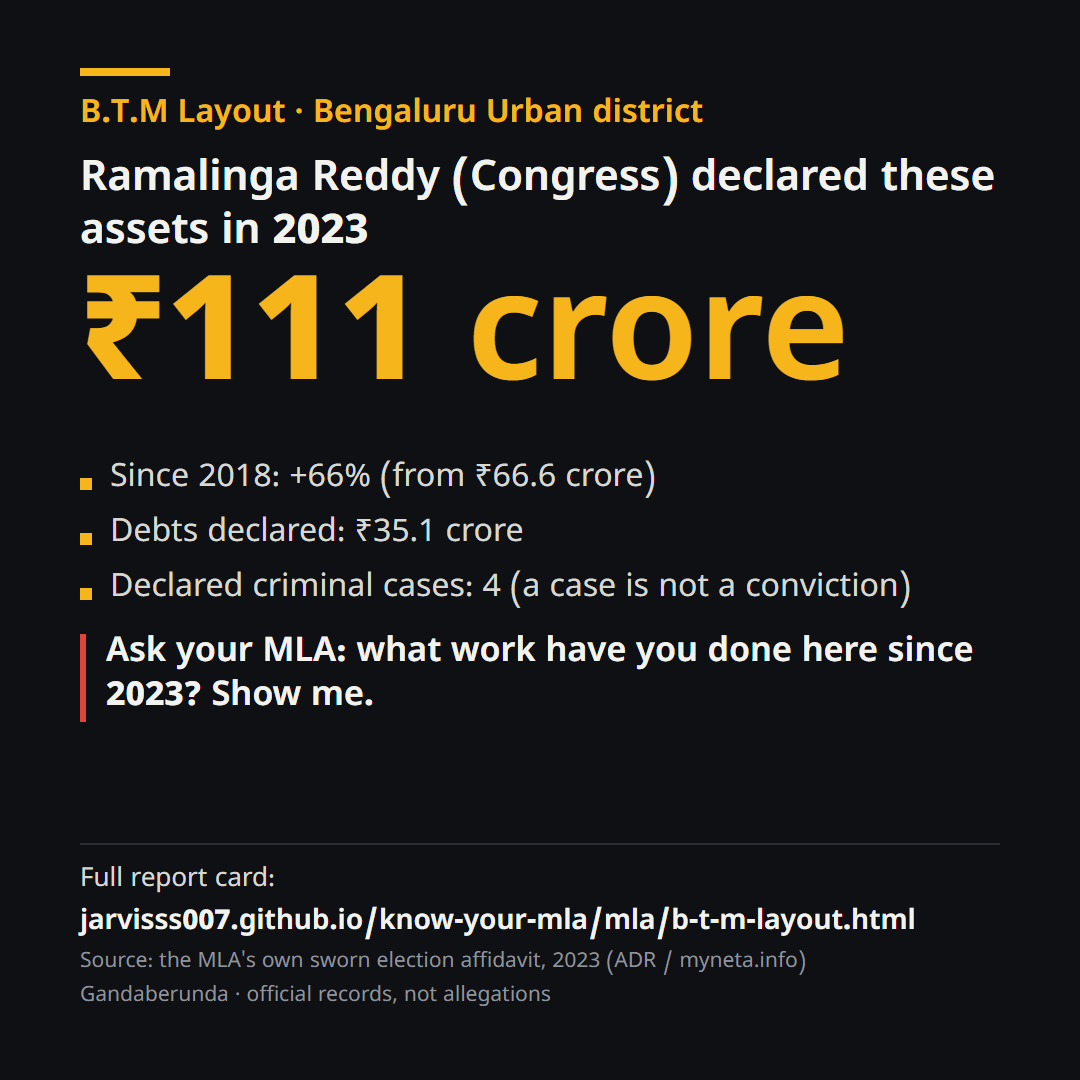 B.T.M Layout · Bengaluru Urban district
Ramalinga Reddy (Congress) declared these
assets in 2023
₹111 crore
Since 2018: +66% (from ₹66.6 crore)
Debts declared: ₹35.1 crore
Declared criminal cases: 4 (a case is not a conviction)
Ask your MLA: what work have you done here since
2023? Show me.
Full report card:
jarvisss007.github.io/know-your-mla/mla/b-t-m-layout.html
Source: the MLA's own sworn election affidavit, 2023 (ADR / myneta.info)
Gandaberunda · official records, not allegations